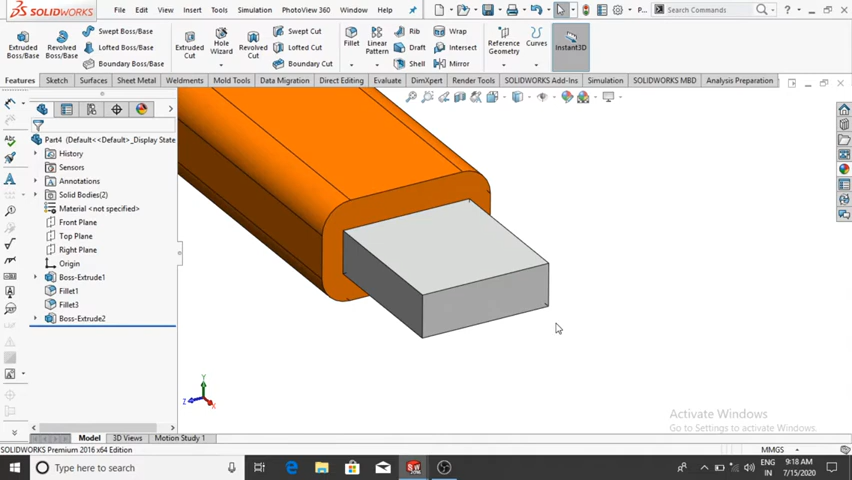 SOLIDWORKS
File Edit View Insert Tools Simulation PhotoView 360 Window Help
P...
Search Commands
Extruded Boss/Base
Revolved Boss/Base
Swept Boss/Base
Lofted Boss/Base
Boundary Boss/Base
Extruded Cut
Hole Wizard
Revolved Cut
Swept Cut
Lofted Cut
Boundary Cut
Fillet
Linear Pattern
Rib
Draft
Shell
Wrap
Intersect
Mirror
Reference Geometry
Curves
Instant3D
Features Sketch Surfaces Sheet Metal Weldments Mold Tools Data Migration Direct Editing Evaluate DimXpert Render Tools SOLIDWORKS Add-Ins Simulation SOLIDWORKS MBD Analysis Preparation
Part4 (Default<<Default>_Display State
History
Sensors
Annotations
Solid Bodies(2)
Material <not specified>
Front Plane
Top Plane
Right Plane
Origin
Boss-Extrude1
Fillet1
Fillet3
Boss-Extrude2
Y
Z
X
Activate Windows
Go to Settings to activate Windows.
Model 3D Views Motion Study 1
SOLIDWORKS Premium 2016 x64 Edition
MMGS
Type here to search
ENG
IN
9:18 AM
7/15/2020